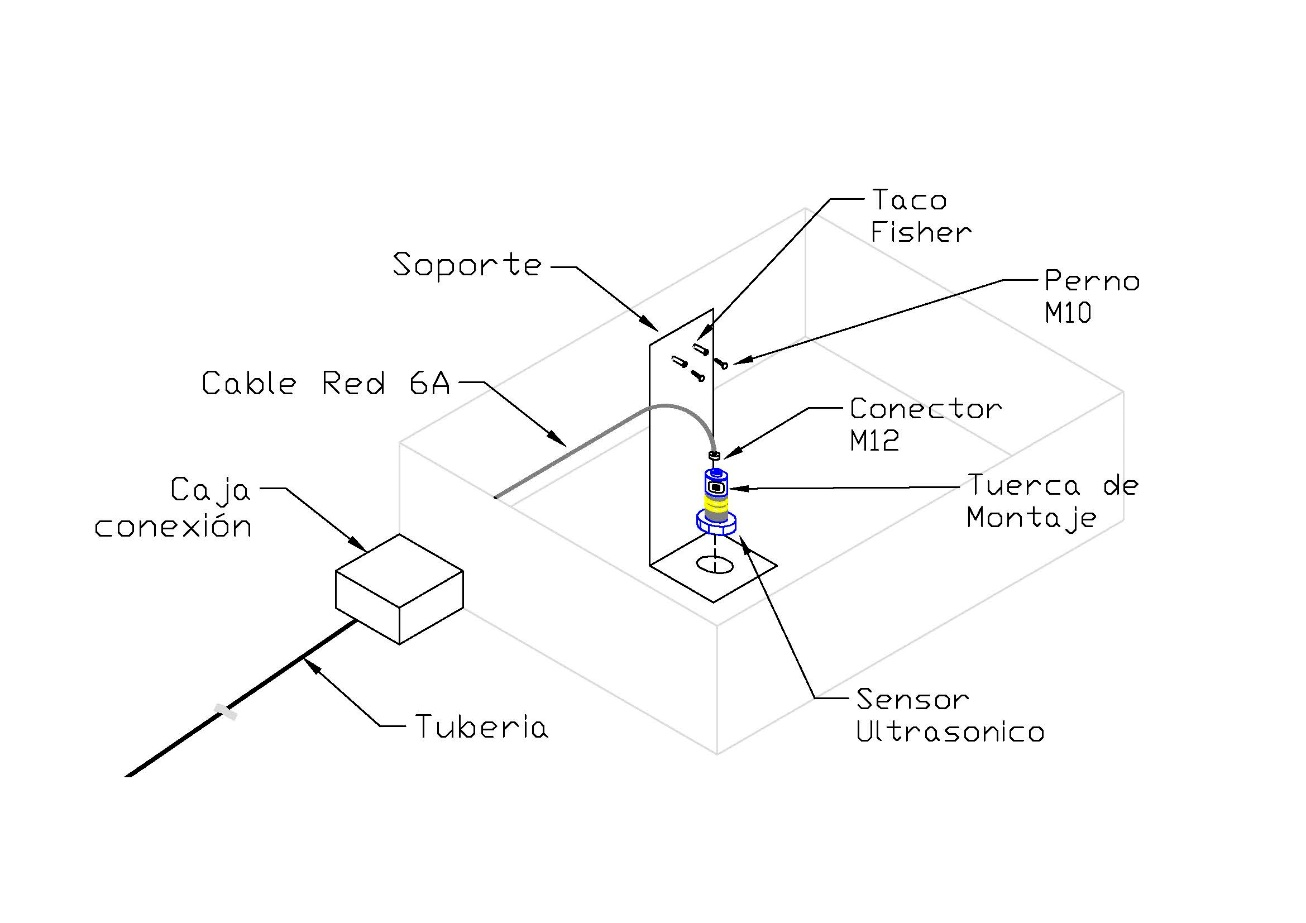 Taco
Fisher
Soporte
Perno
M10
Cable Red 6A
Conector
M12
Caja
conexión
Tuerca de
Montaje
Sensor
Ultrasonico
Tuberia